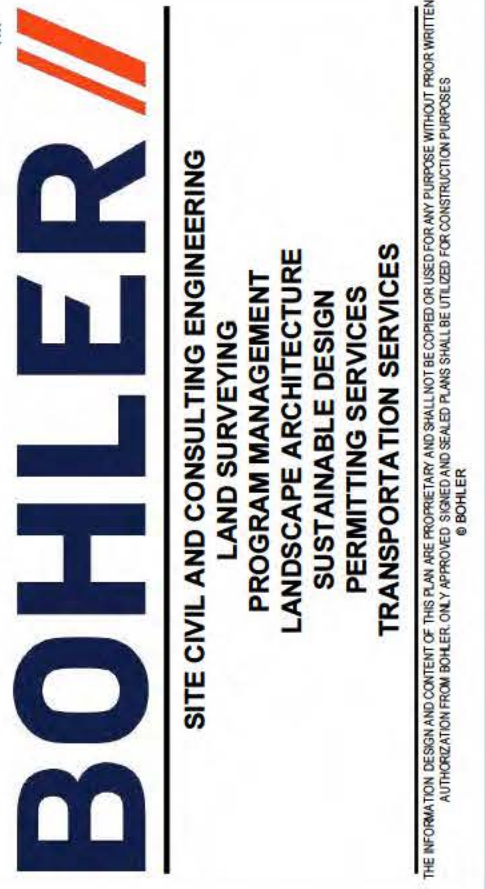 BOHLER//
SITE CIVIL AND CONSULTING ENGINEERING
LAND SURVEYING
PROGRAM MANAGEMENT
LANDSCAPE ARCHITECTURE
SUSTAINABLE DESIGN
PERMITTING SERVICES
TRANSPORTATION SERVICES
THE INFORMATION, DESIGN AND CONTENT OF THIS PLAN ARE PROPRIETARY AND SHALL NOT BE COPIED OR USED FOR ANY PURPOSE WITHOUT PRIOR WRITTEN
AUTHORIZATION FROM BOHLER. ONLY APPROVED, SIGNED AND SEALED PLANS SHALL BE UTILIZED FOR CONSTRUCTION PURPOSES
© BOHLER